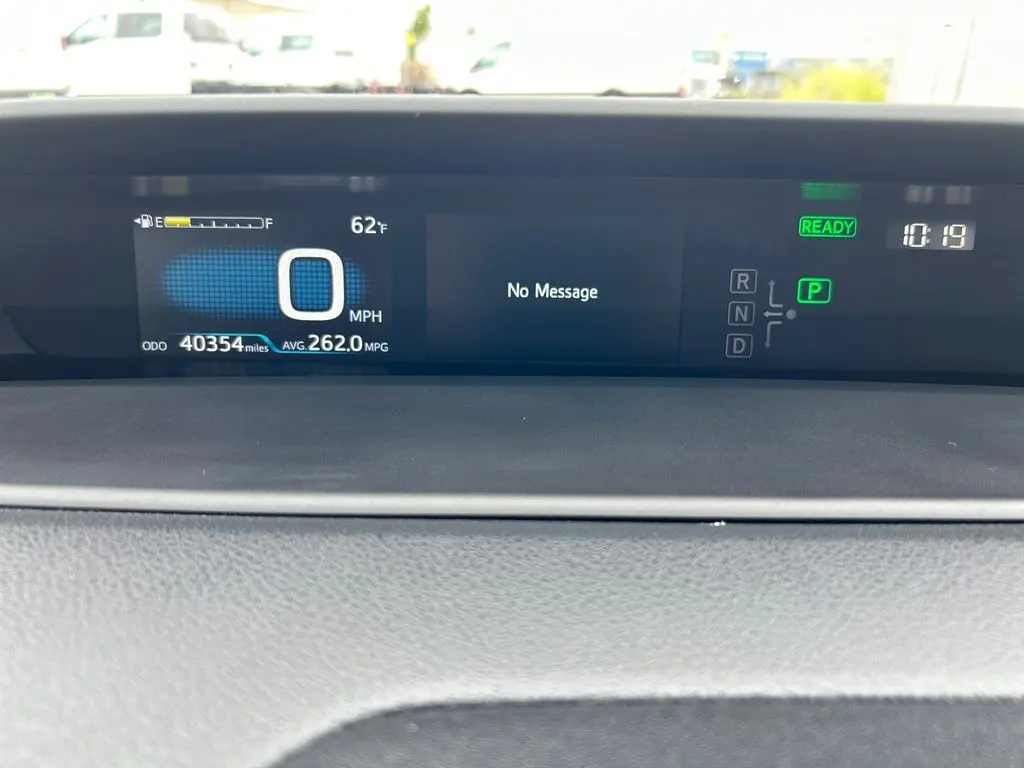 E F 62°F
READY
10:19
0 MPH
No Message
R
N
D
P
ODO 40354 miles AVG. 262.0 MPG